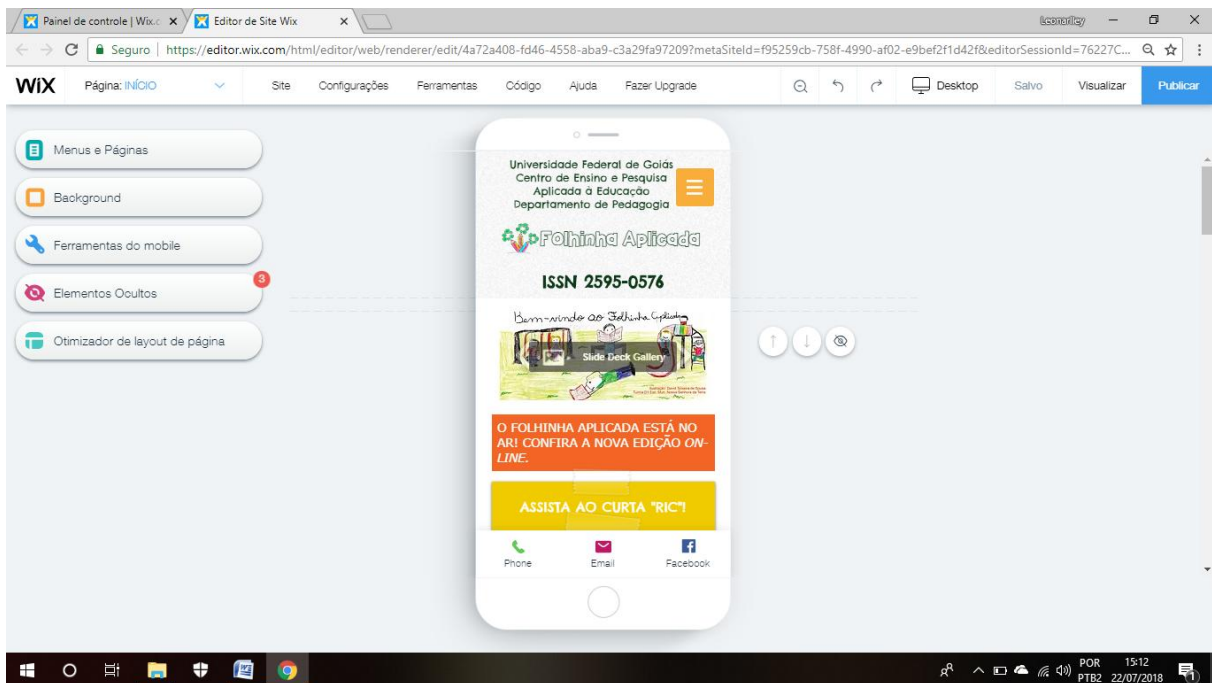 Painel de controle | Wix.c
Editor de Site Wix
Leonariley
Seguro
https://editor.wix.com/html/editor/web/renderer/edit/4a72a408-fd46-4558-aba9-c3a29fa97209?metaSiteId=f95259cb-758f-4990-af02-e9bef2f1d42f&editorSessionId=76227C...
WiX
Página: INÍCIO
Site
Configurações
Ferramentas
Código
Ajuda
Fazer Upgrade
Desktop
Salvo
Visualizar
Publicar
Menus e Páginas
Background
Ferramentas do mobile
Elementos Ocultos
3
Otimizador de layout de página
Universidade Federal de Goiás
Centro de Ensino e Pesquisa
Aplicada à Educação
Departamento de Pedagogia
Folhinha Aplicada
ISSN 2595-0576
Bem-vindo ao Folhinha Aplicada
Slide Deck Gallery
O FOLHINHA APLICADA ESTÁ NO
AR! CONFIRA A NOVA EDIÇÃO ON-
LINE.
ASSISTA AO CURTA "RIC"!
Phone
Email
Facebook
POR
PTB2
15:12
22/07/2018
1